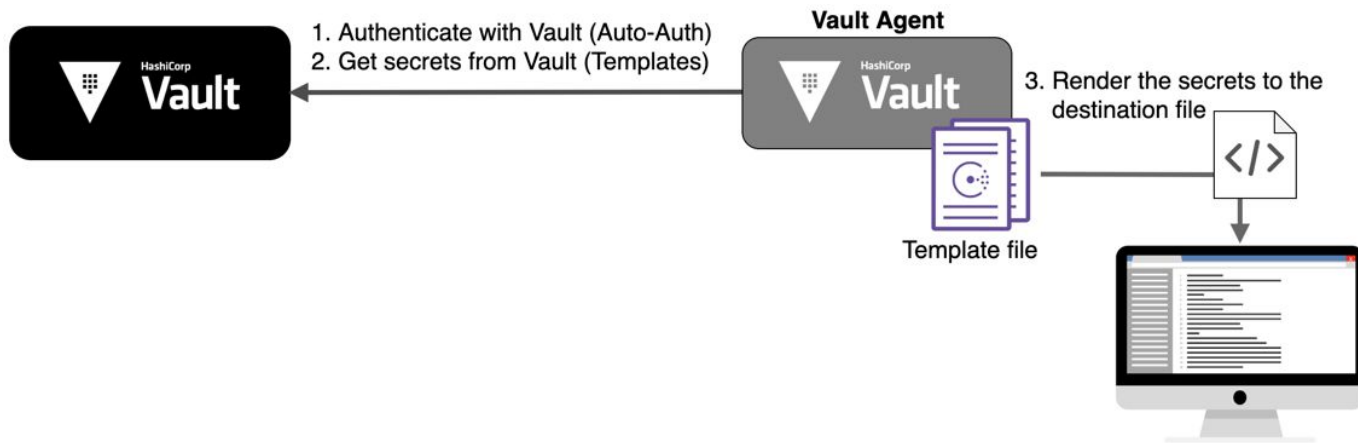 HashiCorp
Vault
1. Authenticate with Vault (Auto-Auth)
2. Get secrets from Vault (Templates)
Vault Agent
HashiCorp
Vault
3. Render the secrets to the
destination file
</>
Template file